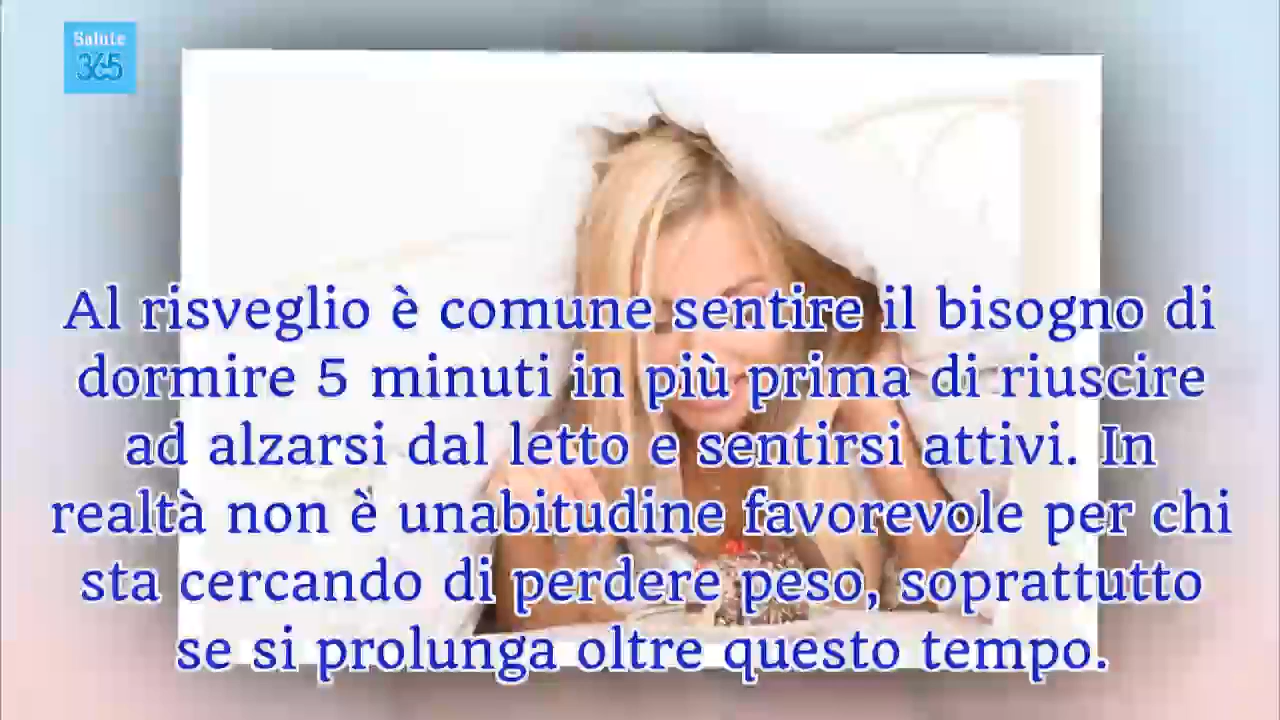 Salute
365
Al risveglio è comune sentire il bisogno di
dormire 5 minuti in più prima di riuscire
ad alzarsi dal letto e sentirsi attivi. In
realtà non è unabitudine favorevole per chi
sta cercando di perdere peso, soprattutto
se si prolunga oltre questo tempo.